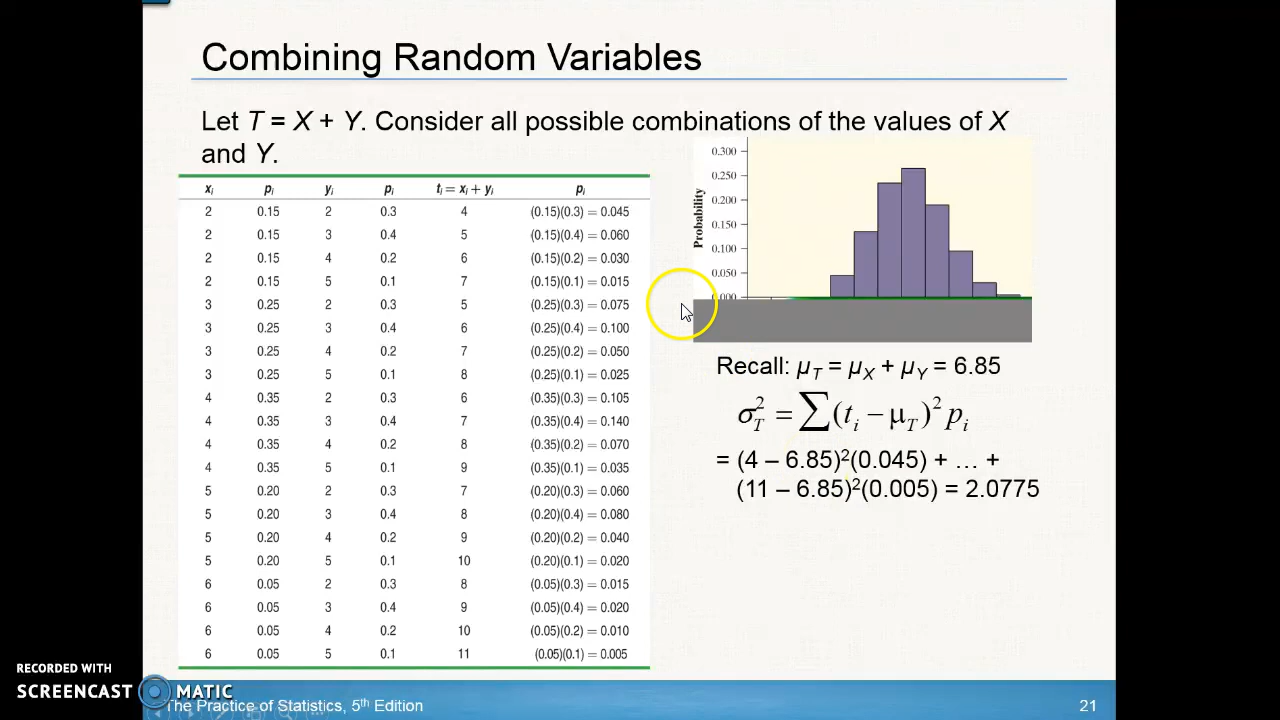 Combining Random Variables
Let T = X + Y. Consider all possible combinations of the values of X
and Y.
xi pi yi pi ti = xi + yi pi
2 0.15 2 0.3 4 (0.15)(0.3) = 0.045
2 0.15 3 0.4 5 (0.15)(0.4) = 0.060
2 0.15 4 0.2 6 (0.15)(0.2) = 0.030
2 0.15 5 0.1 7 (0.15)(0.1) = 0.015
3 0.25 2 0.3 5 (0.25)(0.3) = 0.075
3 0.25 3 0.4 6 (0.25)(0.4) = 0.100
3 0.25 4 0.2 7 (0.25)(0.2) = 0.050
3 0.25 5 0.1 8 (0.25)(0.1) = 0.025
4 0.35 2 0.3 6 (0.35)(0.3) = 0.105
4 0.35 3 0.4 7 (0.35)(0.4) = 0.140
4 0.35 4 0.2 8 (0.35)(0.2) = 0.070
4 0.35 5 0.1 9 (0.35)(0.1) = 0.035
5 0.20 2 0.3 7 (0.20)(0.3) = 0.060
5 0.20 3 0.4 8 (0.20)(0.4) = 0.080
5 0.20 4 0.2 9 (0.20)(0.2) = 0.040
5 0.20 5 0.1 10 (0.20)(0.1) = 0.020
6 0.05 2 0.3 8 (0.05)(0.3) = 0.015
6 0.05 3 0.4 9 (0.05)(0.4) = 0.020
6 0.05 4 0.2 10 (0.05)(0.2) = 0.010
6 0.05 5 0.1 11 (0.05)(0.1) = 0.005
Probability
0.300
0.250
0.200
0.150
0.100
0.050
0.000
Recall: μT = μX + μY = 6.85
σ²T = ∑(ti − μT)² pi
= (4 – 6.85)²(0.045) + … +
(11 – 6.85)²(0.005) = 2.0775
RECORDED WITH
SCREENCAST MATIC
The Practice of Statistics, 5th Edition
21